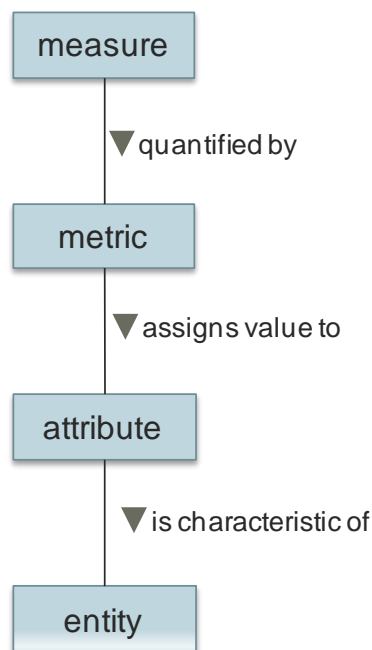 measure
quantified by
metric
assigns value to
attribute
is characteristic of
entity